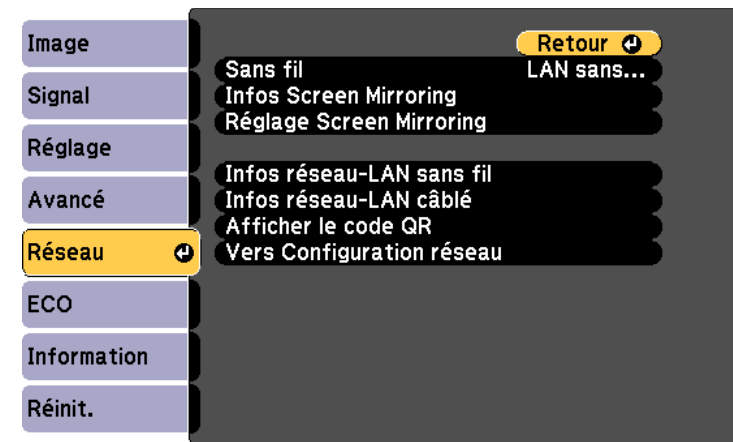 Image
Signal
Réglage
Avancé
Réseau
ECO
Information
Réinit.
Retour
Sans fil LAN sans...
Infos Screen Mirroring
Réglage Screen Mirroring
Infos réseau-LAN sans fil
Infos réseau-LAN câblé
Afficher le code QR
Vers Configuration réseau